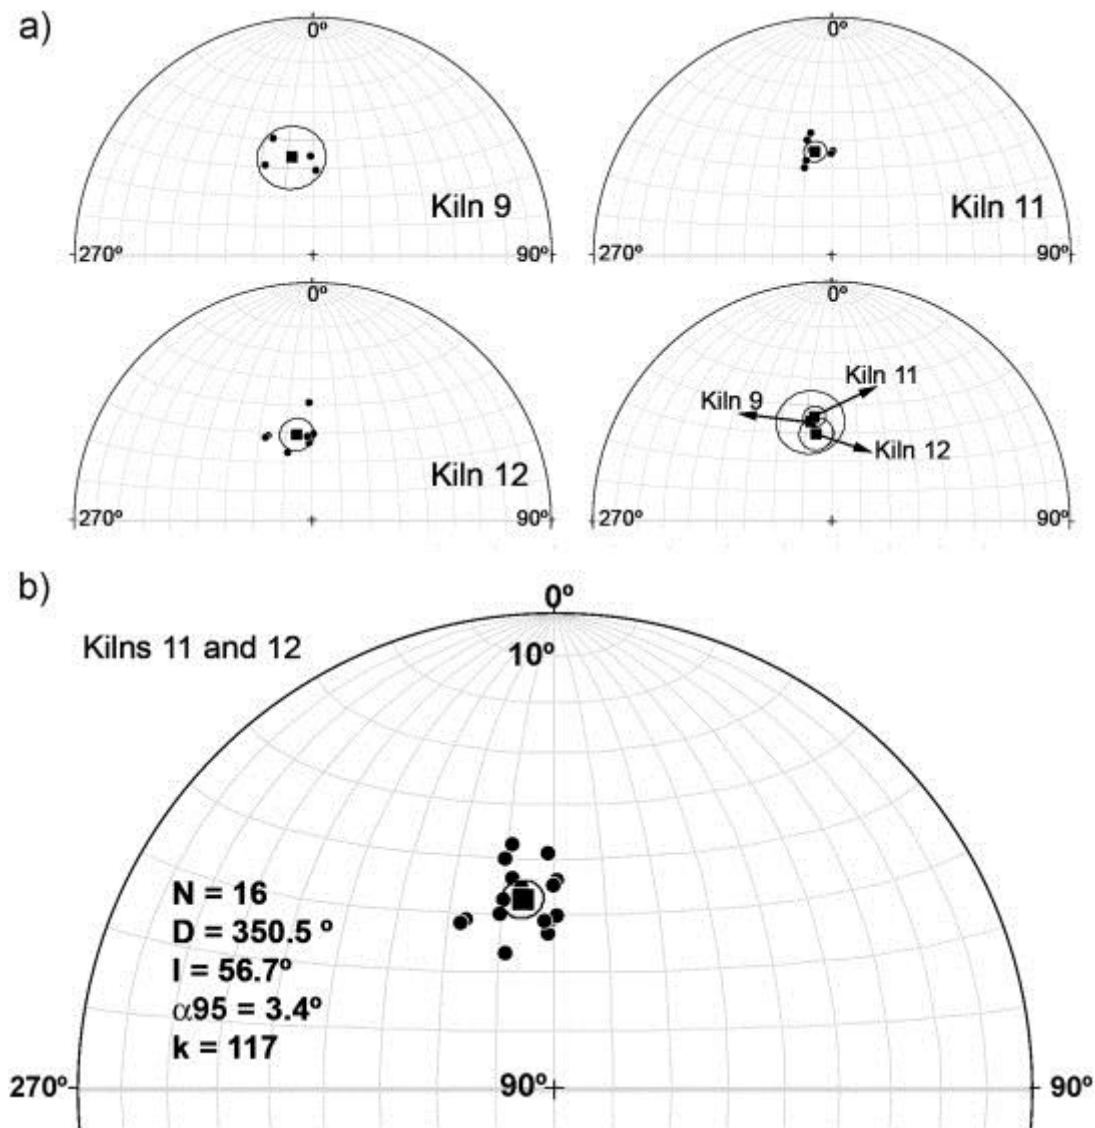 a)
0º
270º
90º
Kiln 9
0º
270º
90º
Kiln 11
0º
270º
90º
Kiln 12
0º
Kiln 11
Kiln 9
Kiln 12
270º
90º
b)
Kilns 11 and 12
0º
10º
N = 16
D = 350.5 º
I = 56.7º
α95 = 3.4º
k = 117
270º
90º
90º